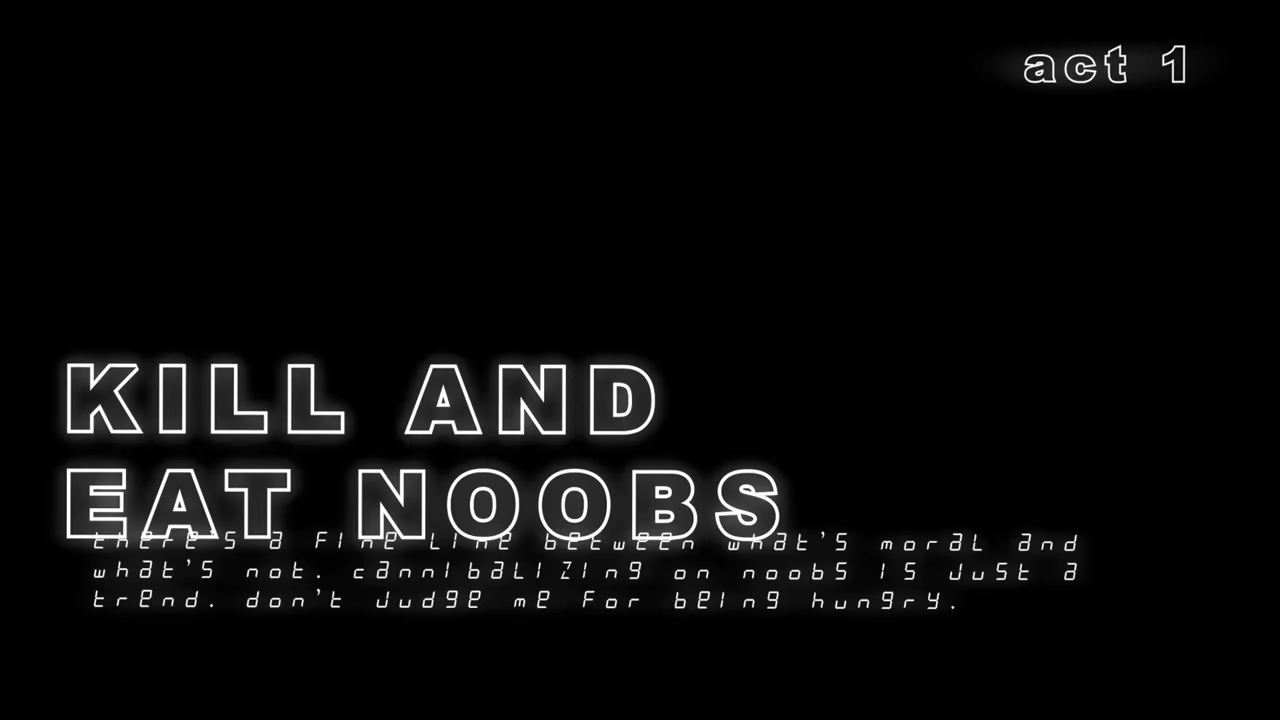 act 1
KILL AND
EAT NOOBS
there's a fine line between what's moral and
what's not. cannibalizing on noobs is just a
trend. don't judge me for being hungry.